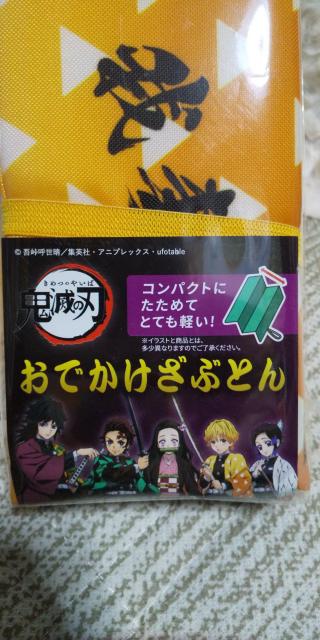 © 吾峠呼世晴／集英社・アニプレックス・ufotable
きめつのやいば
鬼滅の刃
コンパクトに
たためて
とても軽い!
※イラストと商品とは、
多少異なりますのでご了承ください。
おでかけざぶとん